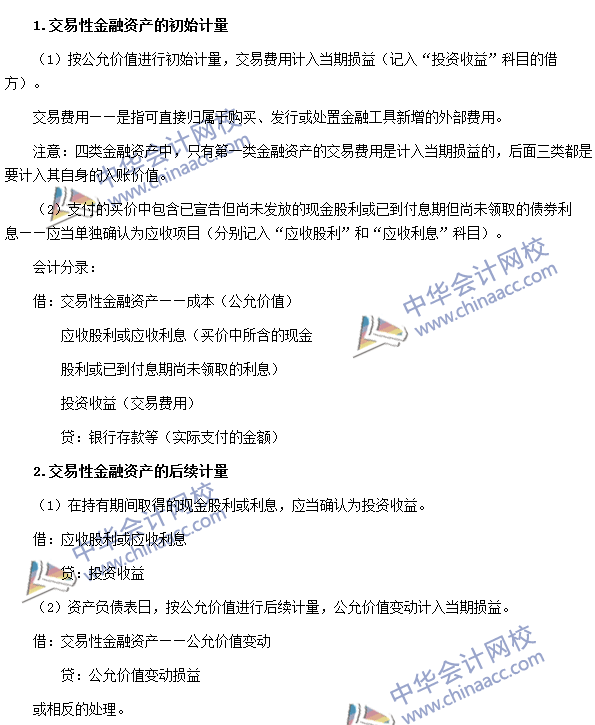 1.交易性金融资产的初始计量
（1）按公允价值进行初始计量，交易费用计入当期损益（记入“投资收益”科目的借
方）。
交易费用——是指可直接归属于购买、发行或处置金融工具新增的外部费用。
注意：四类金融资产中，只有第一类金融资产的交易费用是计入当期损益的，后面三类都是
要计入其自身的入账价值。
（2）支付的买价中包含已宣告但尚未发放的现金股利或已到付息期但尚未领取的债券利
息——应当单独确认为应收项目（分别记入“应收股利”和“应收利息”科目）。
会计分录：
借：交易性金融资产——成本（公允价值）
应收股利或应收利息（买价中所含的现金
股利或已到付息期尚未领取的利息）
投资收益（交易费用）
贷：银行存款等（实际支付的金额）
2.交易性金融资产的后续计量
（1）在持有期间取得的现金股利或利息，应当确认为投资收益。
借：应收股利或应收利息
贷：投资收益
（2）资产负债表日，按公允价值进行后续计量，公允价值变动计入当期损益。
借：交易性金融资产——公允价值变动
贷：公允价值变动损益
或相反的处理。
中华会计网校
www.chinaacc.com
中华会计网校
www.chinaacc.com
中华会计网校
www.chinaacc.com
中华会计网校
www.chinaacc.com